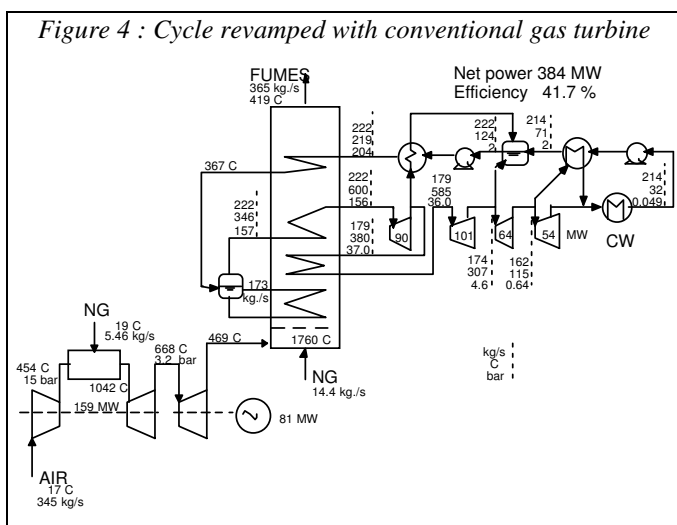 Figure 4 : Cycle revamped with conventional gas turbine
FUMES
365 kg./s
419 C
Net power 384 MW
Efficiency 41.7 %
222
219
204
222
124
2
214
71
2
367 C
222
600
156
179
585
36.0
214
32
0.049
222
346
157
179
380
37.0
90
101
64
54
MW
CW
173
kg./s
174
307
4.6
162
115
0.64
NG
19 C
5.46 kg/s
668 C
3.2 bar
469 C
1760 C
454 C
15 bar
1042 C
NG
14.4 kg./s
kg/s
C
bar
159 MW
81 MW
AIR
17 C
345 kg/s